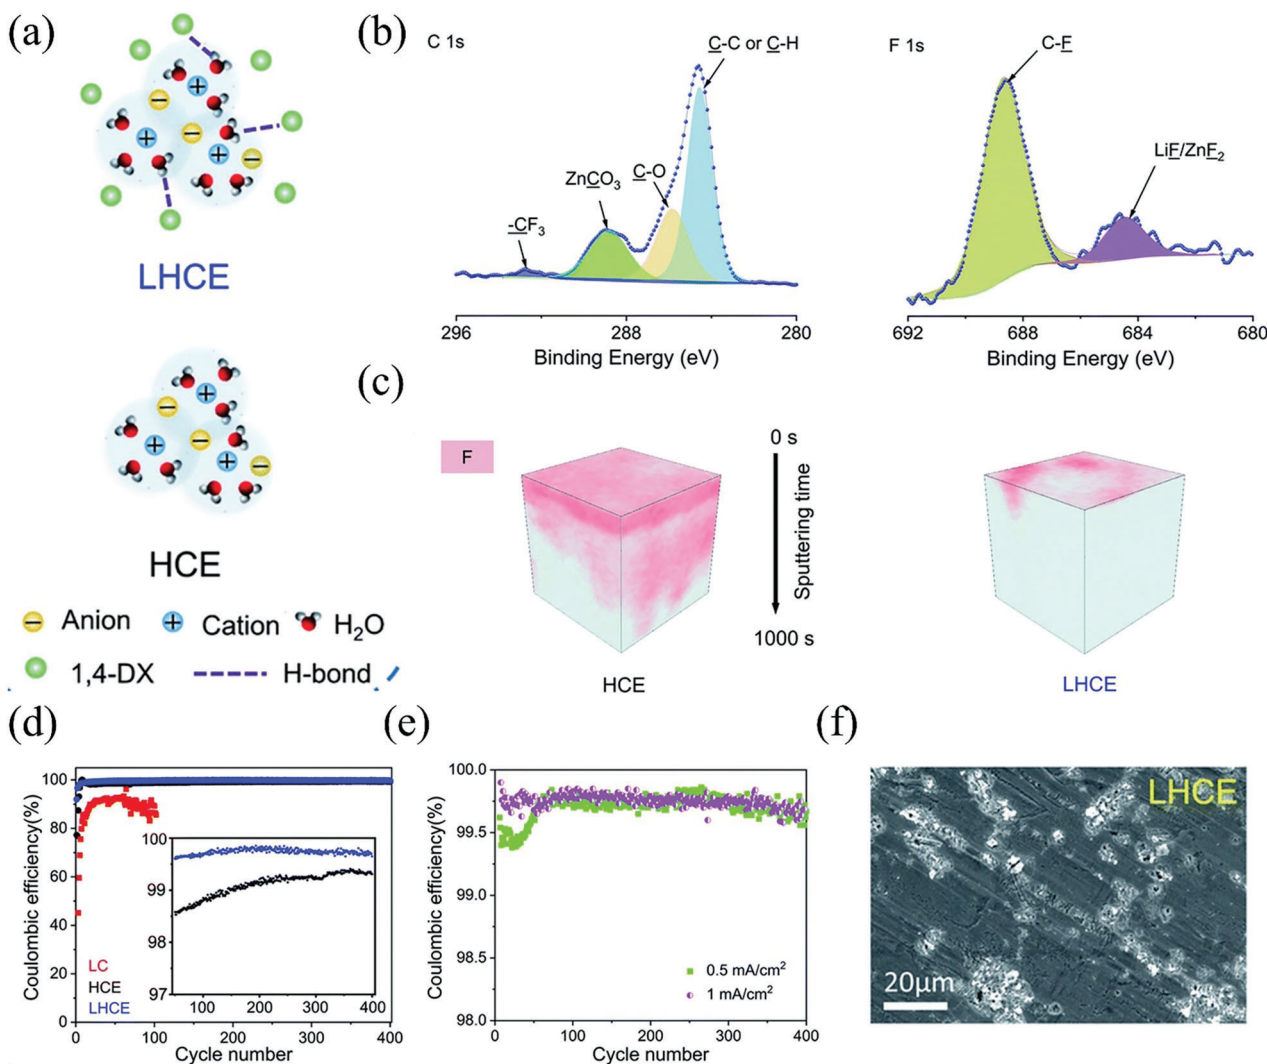 (a)
LHCE
HCE
Anion
Cation
H2O
1,4-DX
H-bond
(b)
C 1s
-CF3
ZnCO3
C-O
C-C or C-H
296 288 280
Binding Energy (eV)
F 1s
C-F
LiF/ZnF2
692 688 684 680
Binding Energy (eV)
(c)
F
0 s
Sputtering time
1000 s
HCE
LHCE
(d)
Coulombic efficiency(%)
100
80
60
40
20
0
100
99
98
97
100 200 300 400
LC
HCE
LHCE
0 100 200 300 400
Cycle number
(e)
Coulombic efficiency(%)
100.0
99.5
99.0
98.5
98.0
0.5 mA/cm2
1 mA/cm2
0 100 200 300 400
Cycle number
(f)
LHCE
20μm